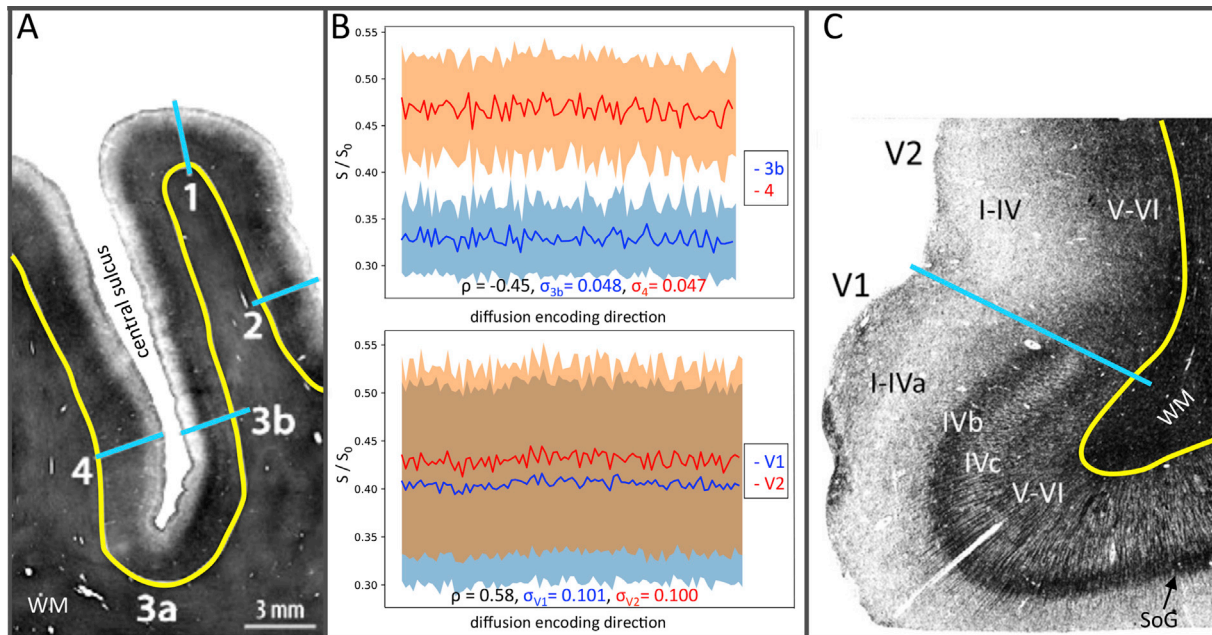 A
central sulcus
1
2
3b
4
3a
WM
3 mm
B
0.55
0.50
0.45
0.40
0.35
0.30
S / S₀
- 3b
- 4
ρ = -0.45, σ₃b = 0.048, σ₄ = 0.047
diffusion encoding direction
0.55
0.50
0.45
0.40
0.35
0.30
S / S₀
- V1
- V2
ρ = 0.58, σV1 = 0.101, σV2 = 0.100
diffusion encoding direction
C
V2
I-IV
V-VI
V1
I-IVa
IVb
IVc
V-VI
WM
SoG